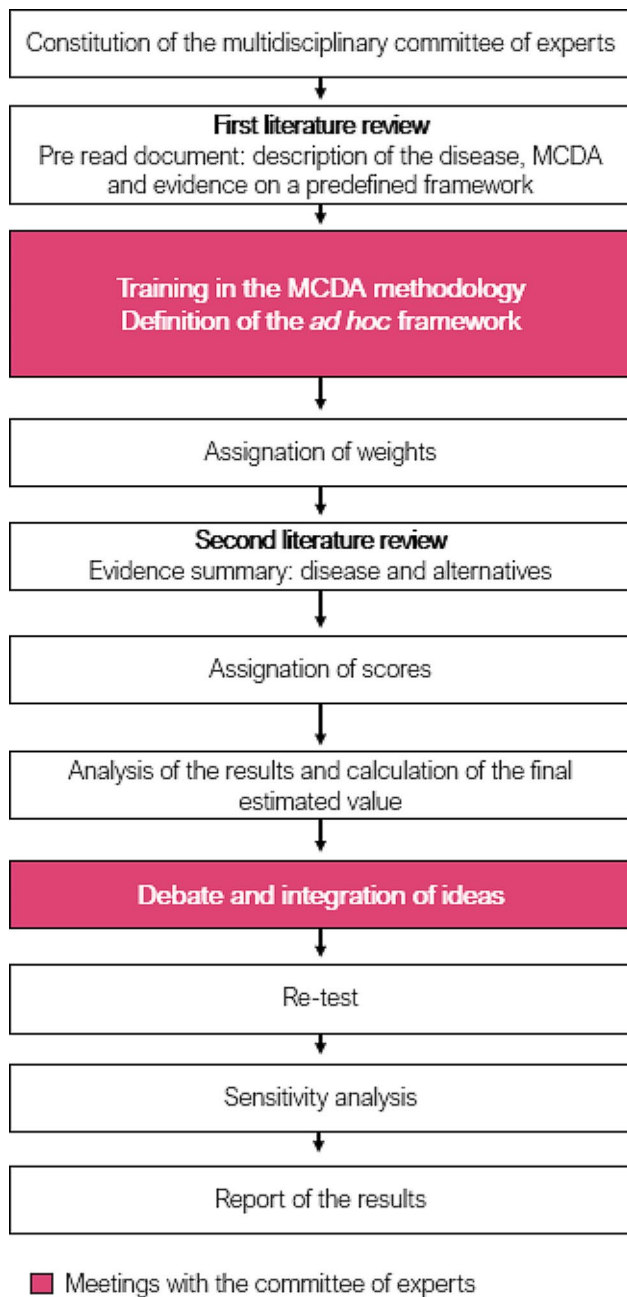 Constitution of the multidisciplinary committee of experts
First literature review
Pre read document: description of the disease, MCDA
and evidence on a predefined framework
Training in the MCDA methodology
Definition of the ad hoc framework
Assignation of weights
Second literature review
Evidence summary: disease and alternatives
Assignation of scores
Analysis of the results and calculation of the final
estimated value
Debate and integration of ideas
Re-test
Sensitivity analysis
Report of the results
Meetings with the committee of experts